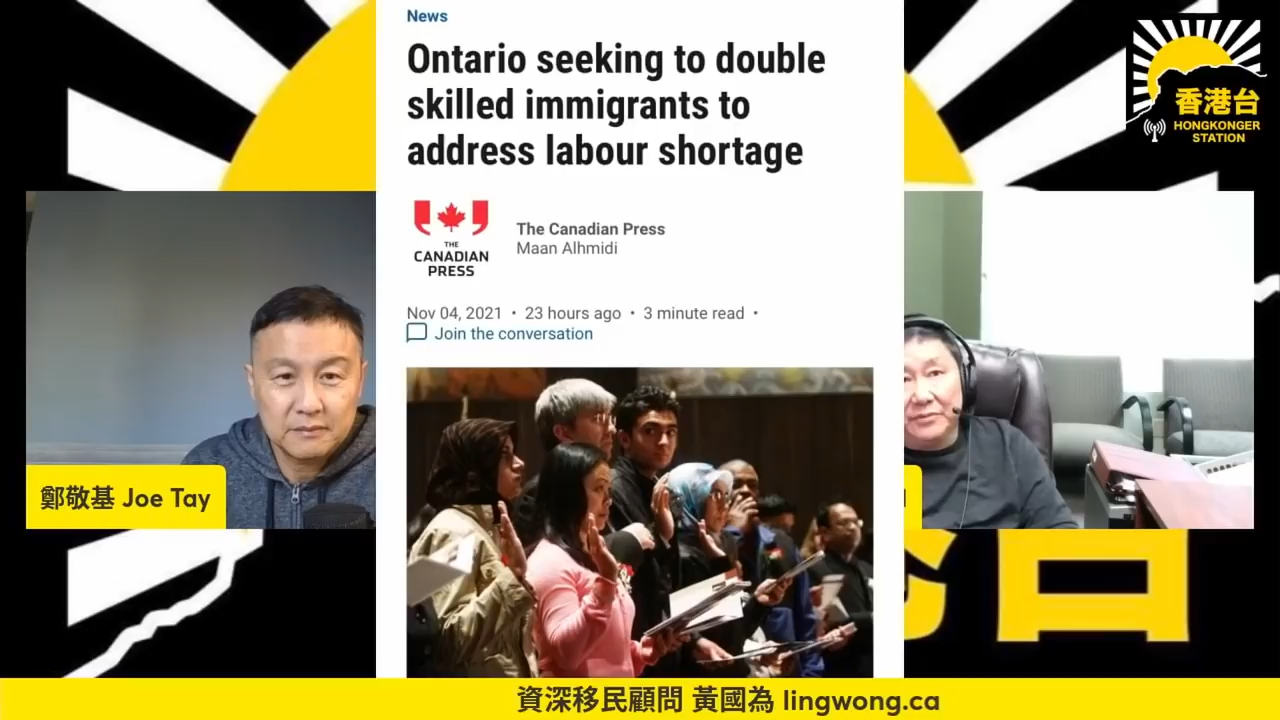 News
Ontario seeking to double
skilled immigrants to
address labour shortage
THE
CANADIAN
PRESS
The Canadian Press
Maan Alhmidi
Nov 04, 2021 • 23 hours ago • 3 minute read •
Join the conversation
香港台
HONGKONGER
STATION
鄭敬基 Joe Tay
資深移民顧問 黃國為 lingwong.ca